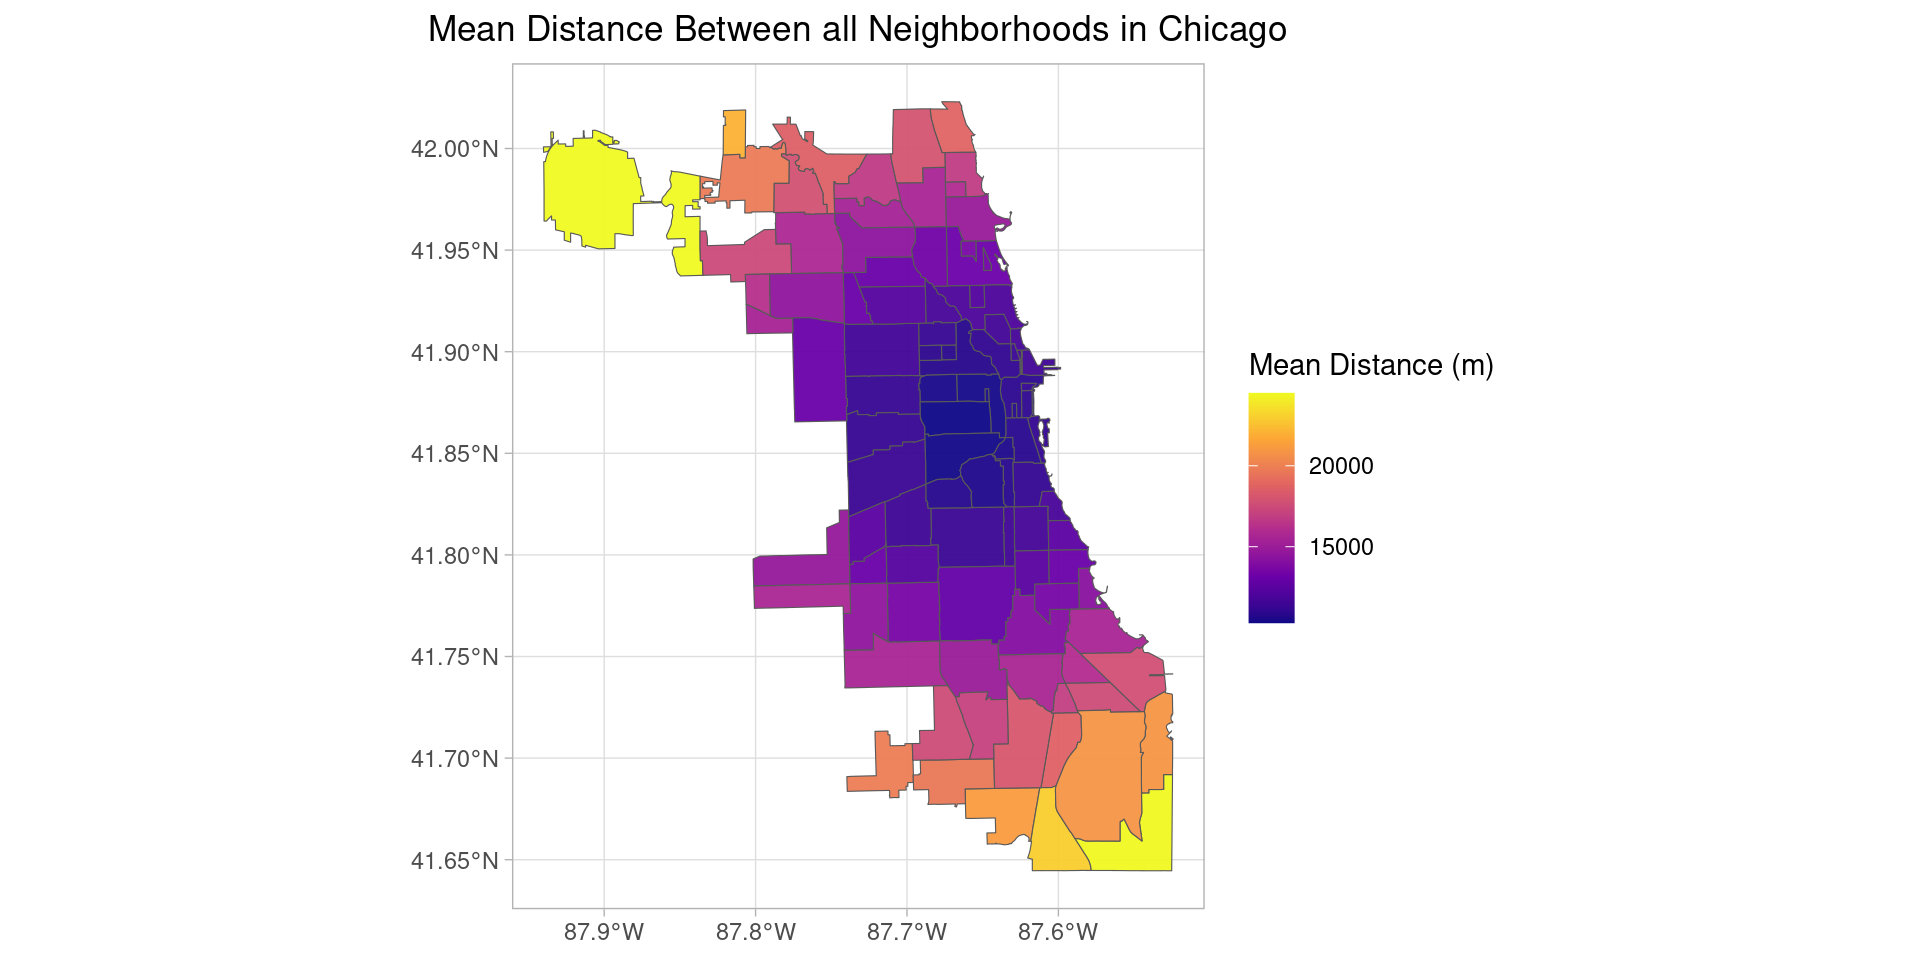 Mean Distance Between all Neighborhoods in Chicago
42.00°N
41.95°N
41.90°N
41.85°N
41.80°N
41.75°N
41.70°N
41.65°N
87.9°W 87.8°W 87.7°W 87.6°W
Mean Distance (m)
20000
15000